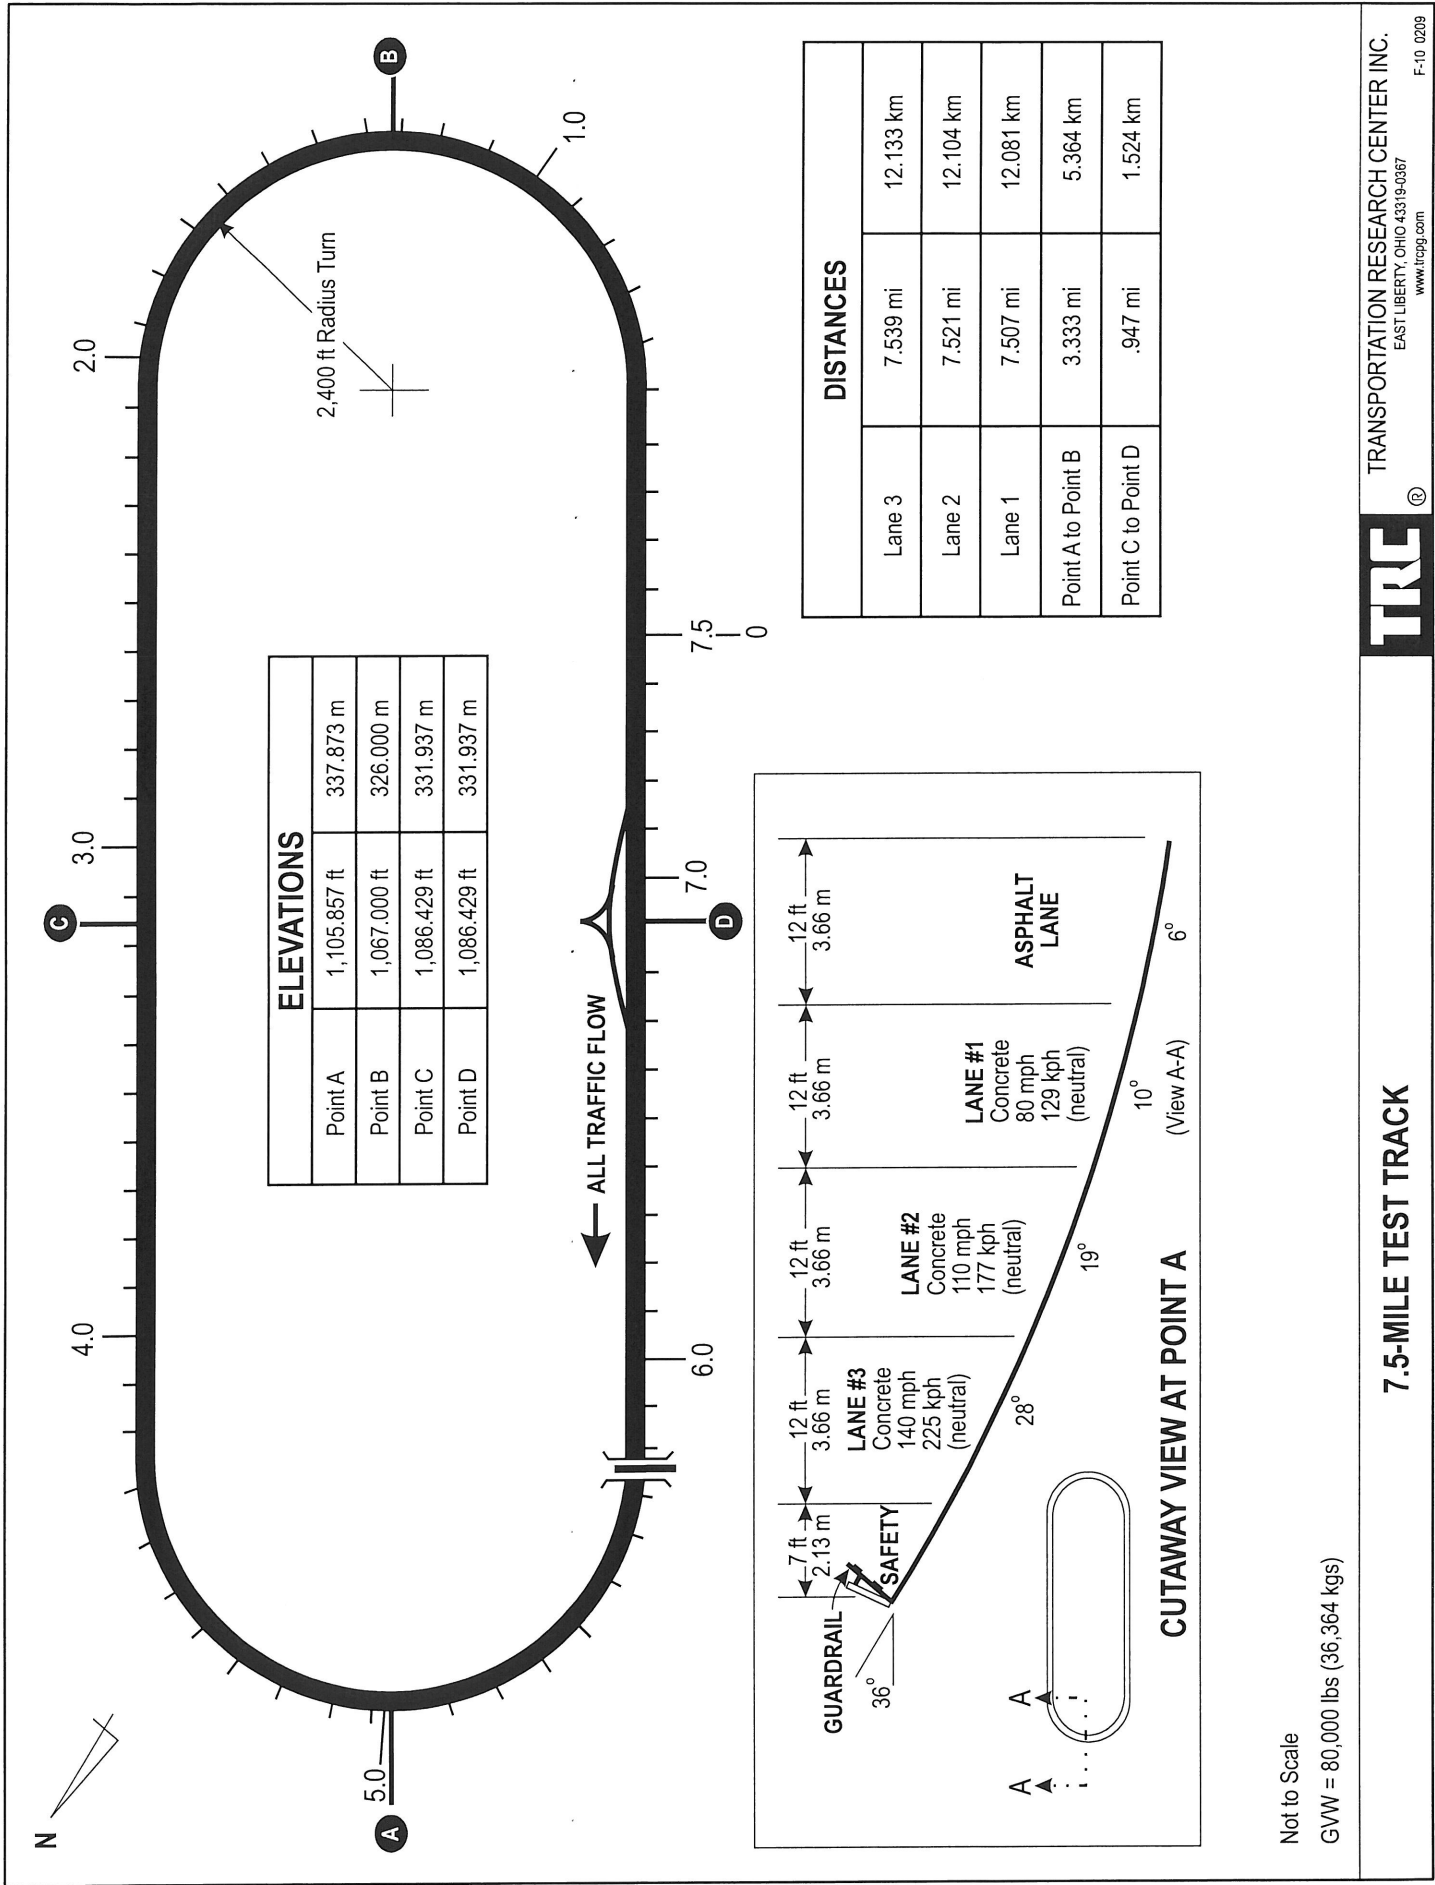 N
A
B
C
D
5.0
4.0
3.0
2.0
1.0
7.5
0
7.0
6.0
2,400 ft Radius Turn
ELEVATIONS
Point A 1,105.857 ft 337.873 m
Point B 1,067.000 ft 326.000 m
Point C 1,086.429 ft 331.937 m
Point D 1,086.429 ft 331.937 m
ALL TRAFFIC FLOW
GUARDRAIL
36°
7 ft
2.13 m
SAFETY
12 ft
3.66 m
LANE #3
Concrete
140 mph
225 kph
(neutral)
28°
12 ft
3.66 m
LANE #2
Concrete
110 mph
177 kph
(neutral)
19°
12 ft
3.66 m
LANE #1
Concrete
80 mph
129 kph
(neutral)
10°
(View A-A)
12 ft
3.66 m
ASPHALT
LANE
6°
A
A
CUTAWAY VIEW AT POINT A
DISTANCES
Lane 3 7.539 mi 12.133 km
Lane 2 7.521 mi 12.104 km
Lane 1 7.507 mi 12.081 km
Point A to Point B 3.333 mi 5.364 km
Point C to Point D .947 mi 1.524 km
Not to Scale
GVW = 80,000 lbs (36,364 kgs)
7.5-MILE TEST TRACK
TRC ®
TRANSPORTATION RESEARCH CENTER INC.
EAST LIBERTY, OHIO 43319-0367
www.trcpg.com
F-10 0209